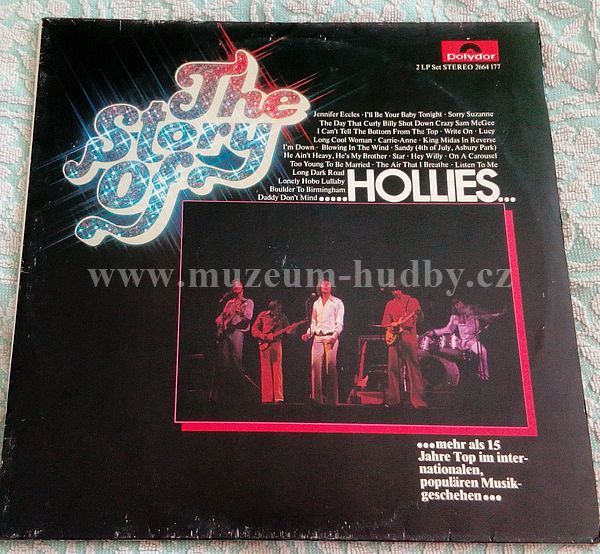 The
Story
Of...
polydor
2 LP Set STEREO 2664 177
Jennifer Eccles · I'll Be Your Baby Tonight · Sorry Suzanne
The Day That Curly Billy Shot Down Crazy Sam McGee
I Can't Tell The Bottom From The Top · Write On · Lucy
Long Cool Woman · Carrie-Anne · King Midas In Reverse
I'm Down · Blowing In The Wind · Sandy (4th of July, Asbury Park)
He Ain't Heavy, He's My Brother · Star · Hey Willy · On A Carousel
Too Young To Be Married · The Air That I Breathe · Listen To Me
Long Dark Road
Lonely Hobo Lullaby
Boulder To Birmingham
Daddy Don't Mind .....HOLLIES...
www.muzeum-hudby.cz
...mehr als 15
Jahre Top im inter-
nationalen,
populären Musik-
geschehen...